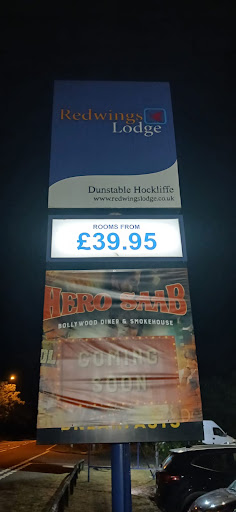 Redwings
Lodge
Dunstable Hockliffe
www.redwingslodge.co.uk
ROOMS FROM
£39.95
HERO SAAB
BOLLYWOOD DINER & SMOKEHOUSE
COMING
SOON